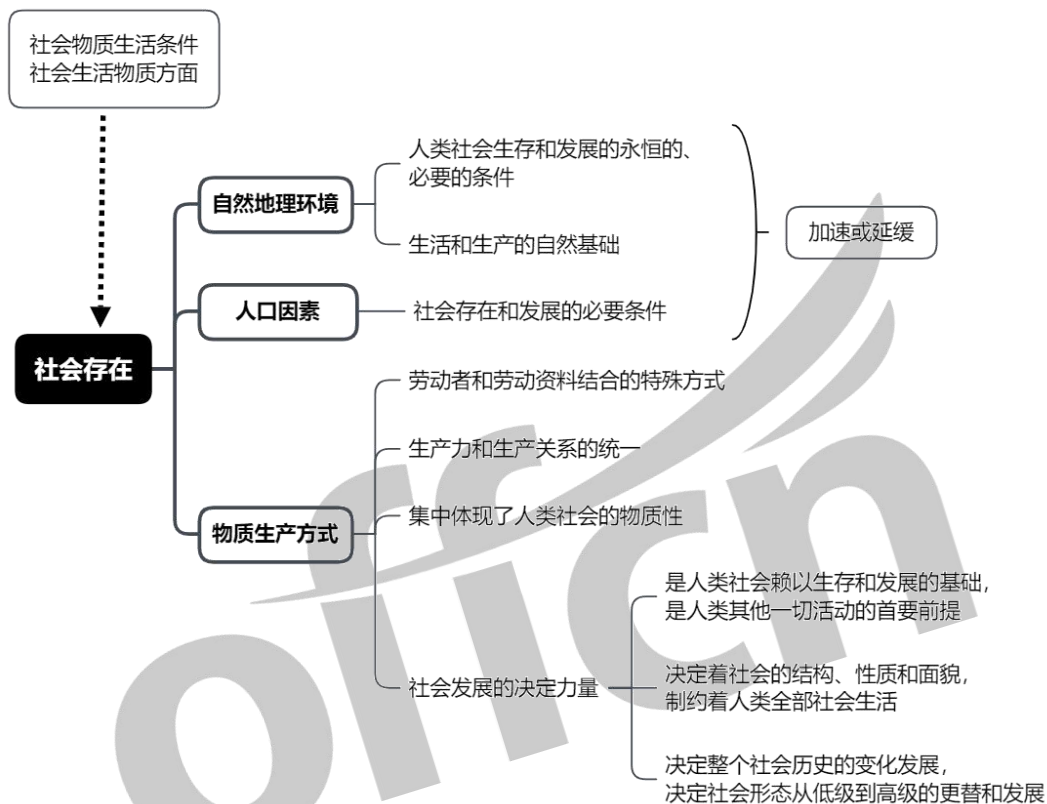 社会物质生活条件
社会生活物质方面
人类社会生存和发展的永恒的、
必要的条件
自然地理环境
生活和生产的自然基础
加速或延缓
人口因素
社会存在和发展的必要条件
社会存在
劳动者和劳动资料结合的特殊方式
生产力和生产关系的统一
集中体现了人类社会的物质性
物质生产方式
是人类社会赖以生存和发展的基础，
是人类其他一切活动的首要前提
社会发展的决定力量
决定着社会的结构、性质和面貌，
制约着人类全部社会生活
决定整个社会历史的变化发展，
决定社会形态从低级到高级的更替和发展
offcn